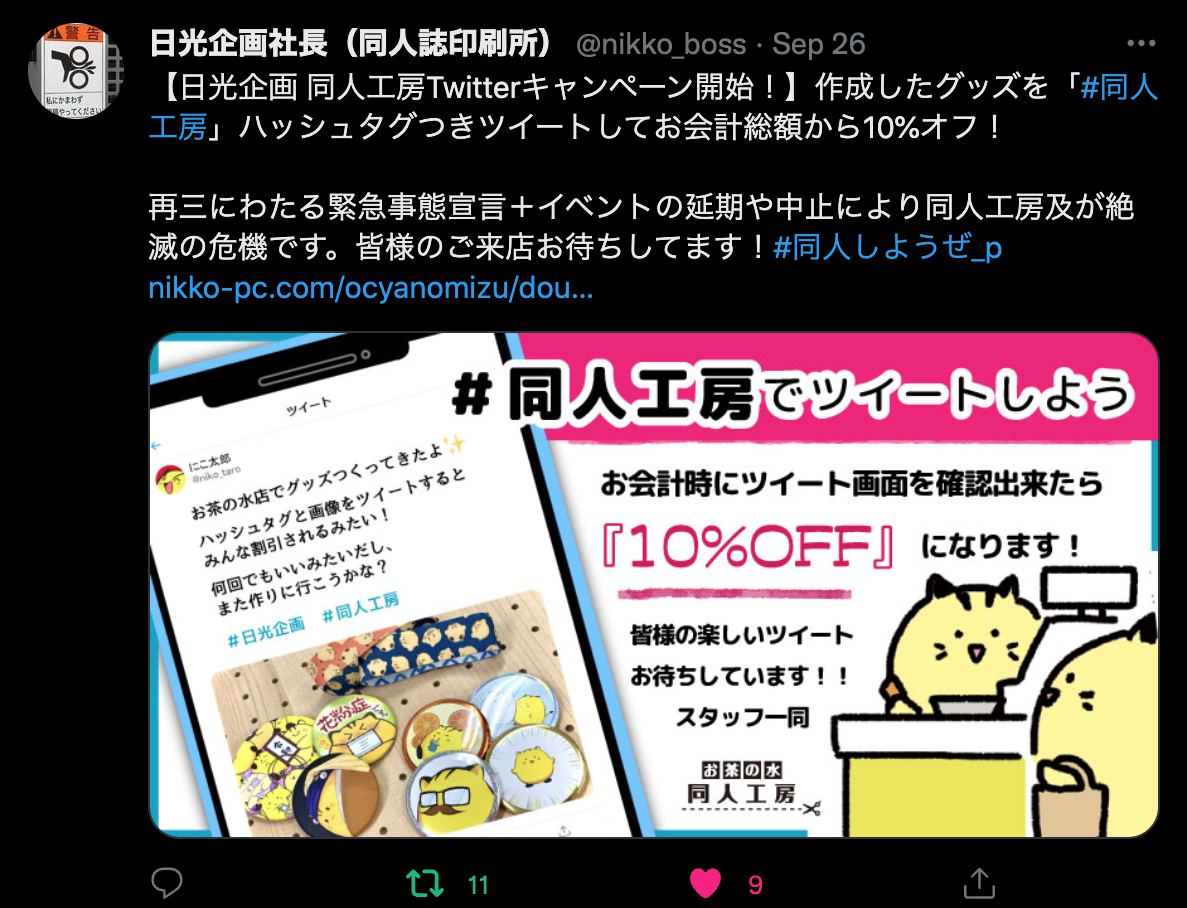 警告
私にかまわず
日光企画社長（同人誌印刷所） @nikko_boss · Sep 26
【日光企画 同人工房Twitterキャンペーン開始！】作成したグッズを「#同人
工房」ハッシュタグつきツイートしてお会計総額から10%オフ！
再三にわたる緊急事態宣言＋イベントの延期や中止により同人工房及が絶
滅の危機です。皆様のご来店お待ちしてます！#同人しようぜ_p
nikko-pc.com/ocyanomizu/dou…
ツイート
にこ太郎
@niko_taro
お茶の水店でグッズつくってきたよ✨
ハッシュタグと画像をツイートすると
みんな割引されるみたい！
何回でもいいみたいだし、
また作りに行こうかな？
#日光企画 #同人工房
花粉症
#同人工房でツイートしよう
お会計時にツイート画面を確認出来たら
『10%OFF』になります！
皆様の楽しいツイート
お待ちしています！！
スタッフ一同
お茶の水
同人工房
11
9